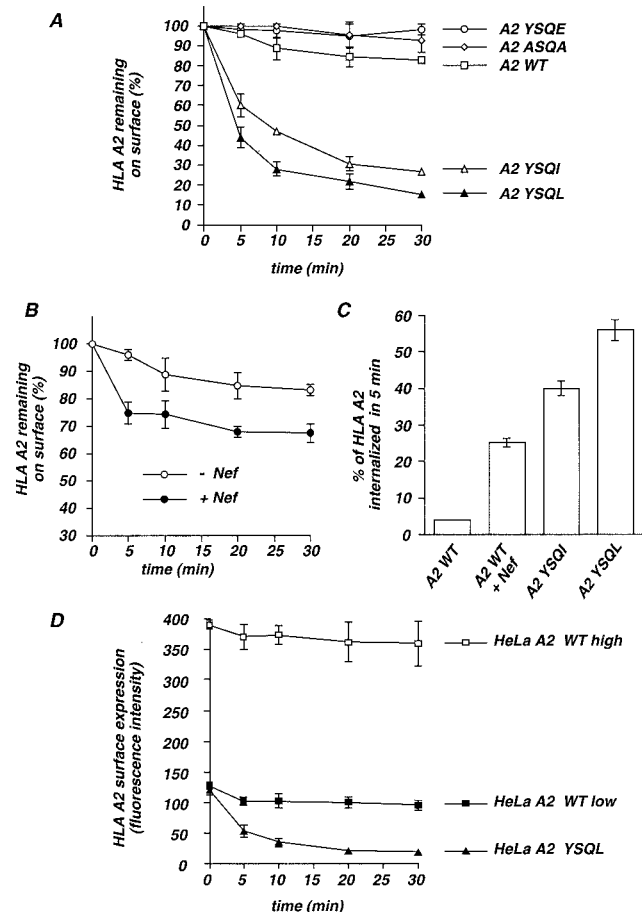 A
HLA A2 remaining
on surface (%)
100
90
80
70
60
50
40
30
20
10
0
0 5 10 15 20 25 30
time (min)
A2 YSQE
A2 ASQA
A2 WT
A2 YSQI
A2 YSQL
B
HLA A2 remaining
on surface (%)
100
90
80
70
60
50
40
30
0 5 10 15 20 25 30
time (min)
- Nef
+ Nef
C
% of HLA A2
internalized in 5 min
60
50
40
30
20
10
0
A2 WT
A2 WT
+ Nef
A2 YSQI
A2 YSQL
D
HLA A2 surface expression
(fluorescence intensity)
400
350
300
250
200
150
100
50
0
0 5 10 15 20 25 30
time (min)
HeLa A2 WT high
HeLa A2 WT low
HeLa A2 YSQL